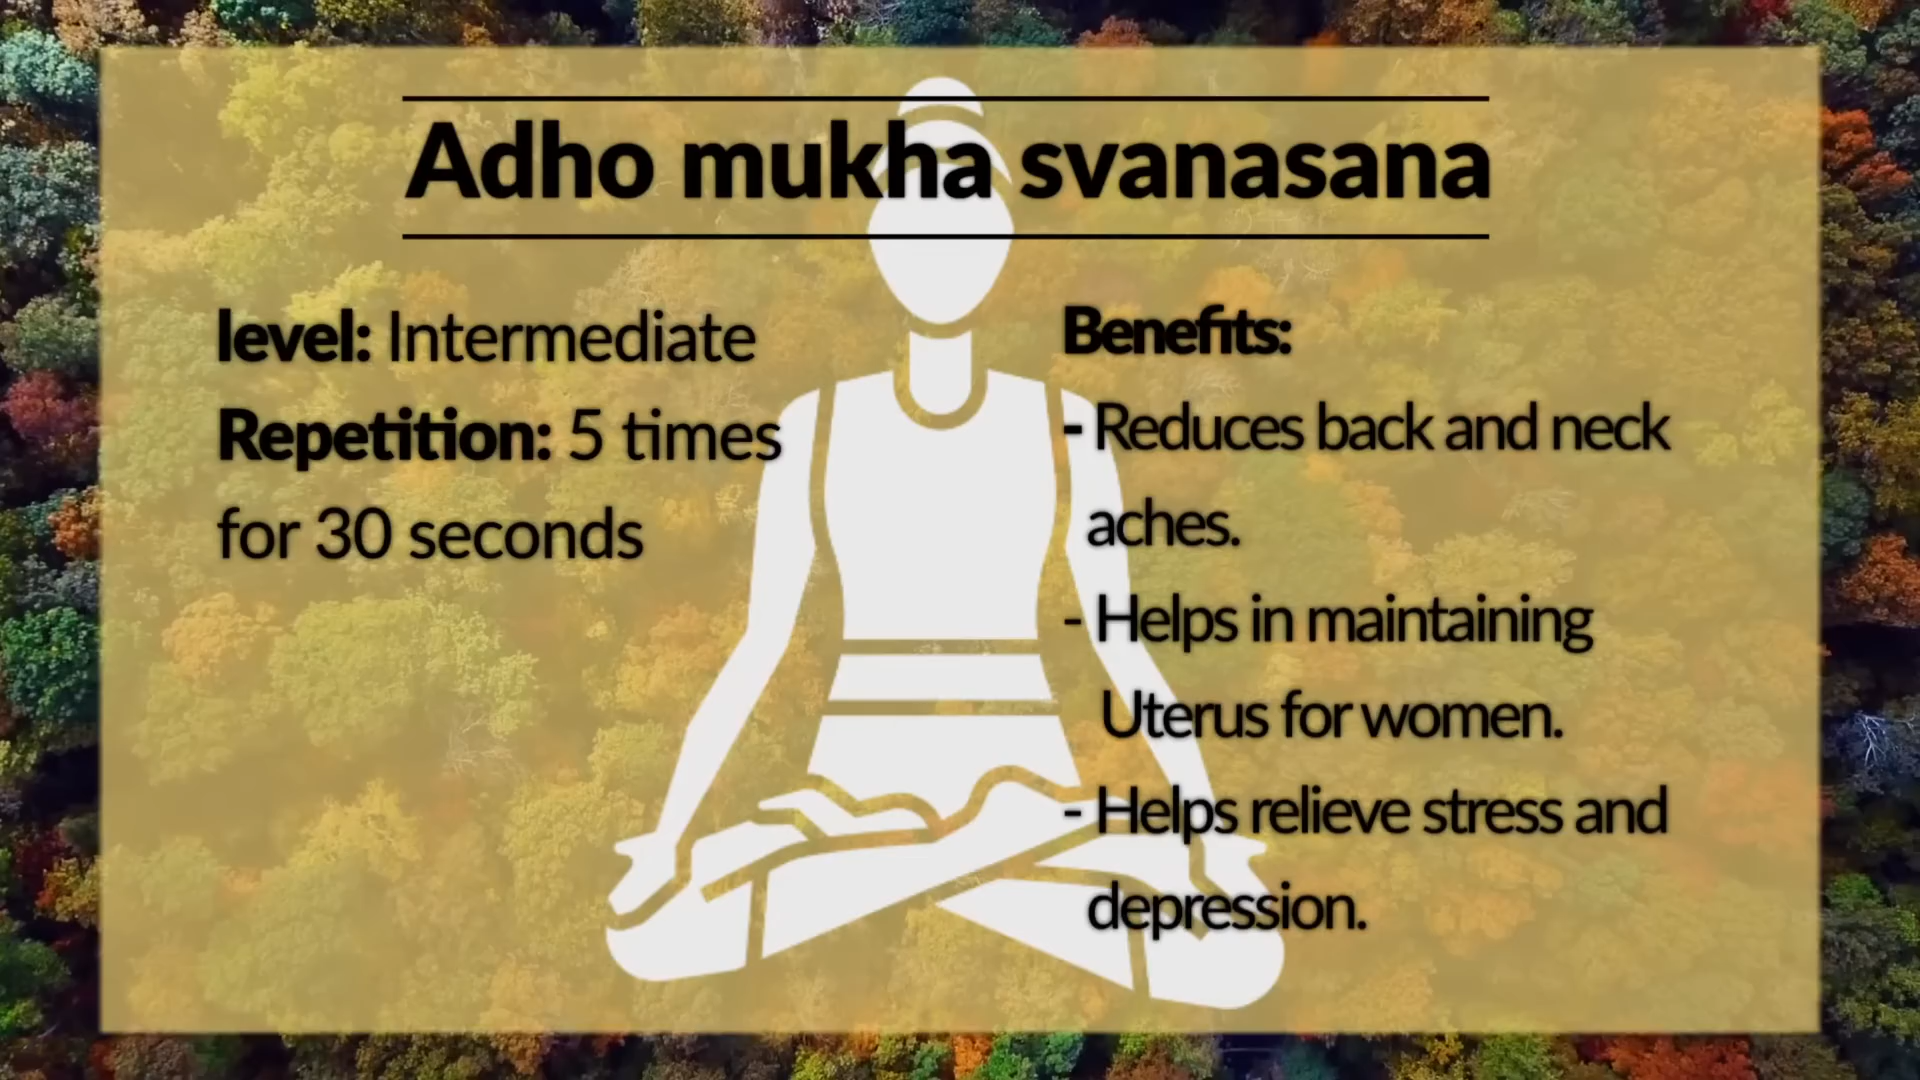 Adho mukha svanasana
level: Intermediate
Repetition: 5 times
for 30 seconds
Benefits:
- Reduces back and neck
aches.
- Helps in maintaining
Uterus for women.
- Helps relieve stress and
depression.